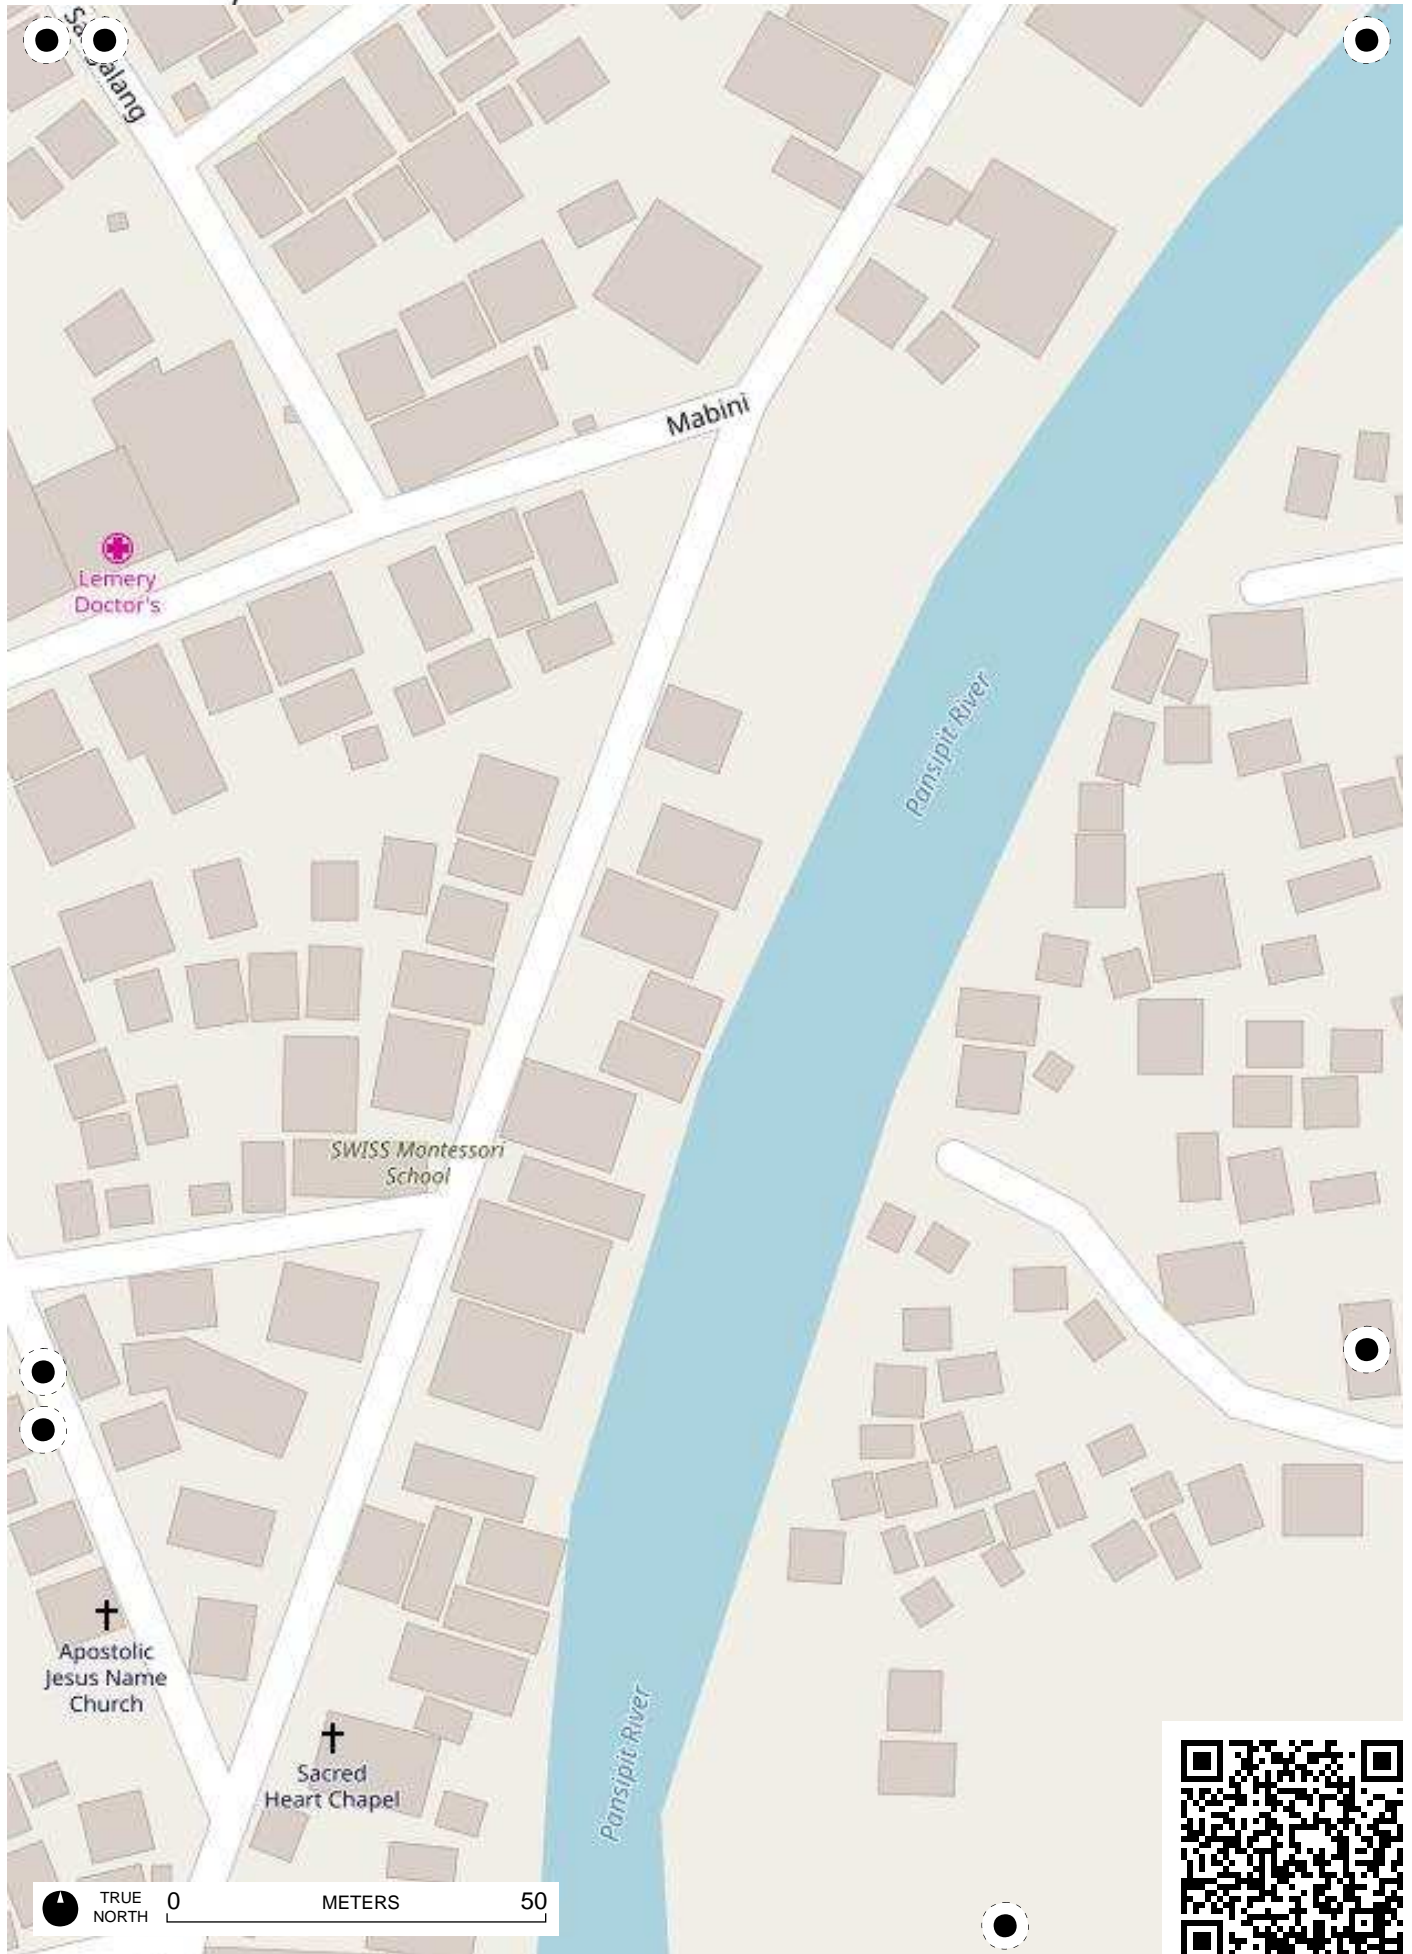 Mabini
Lemery
Doctor's
Pansipit River
SWISS Montessori
School
Apostolic
Jesus Name
Church
Sacred
Heart Chapel
Pansipit River
TRUE
NORTH
0
METERS
50